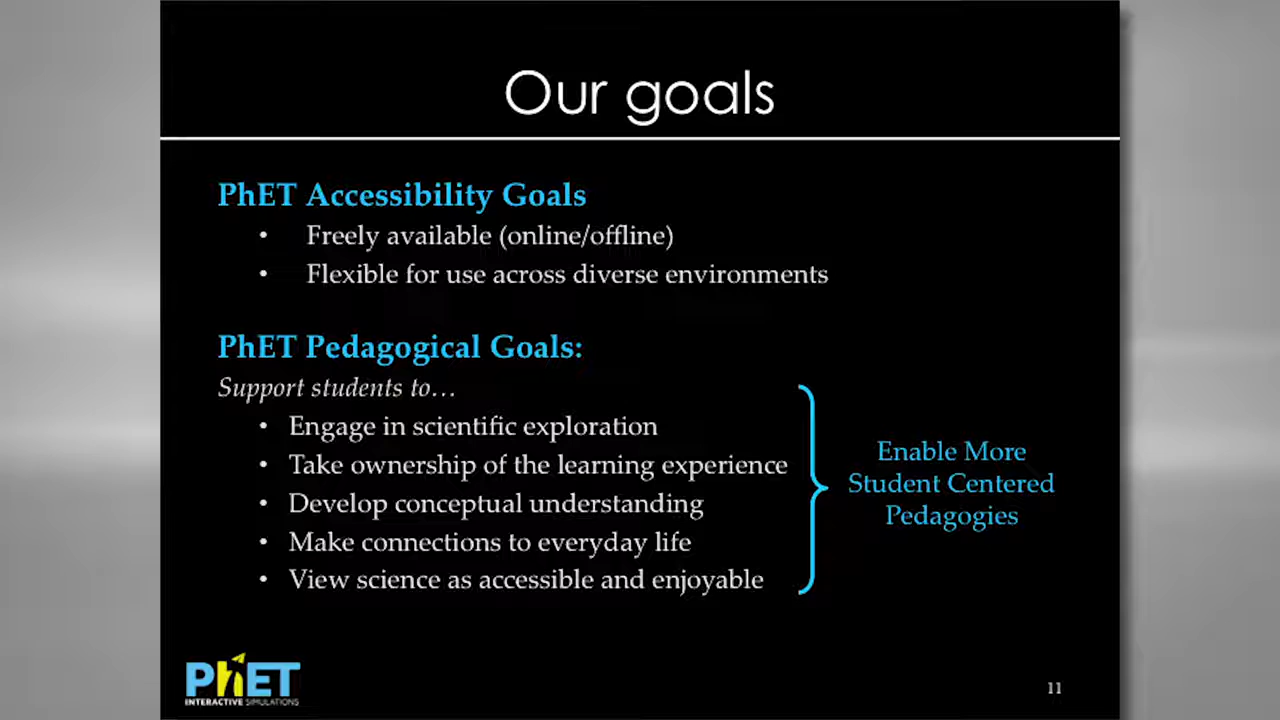 Our goals
PhET Accessibility Goals
• Freely available (online/offline)
• Flexible for use across diverse environments
PhET Pedagogical Goals:
Support students to…
• Engage in scientific exploration
• Take ownership of the learning experience
• Develop conceptual understanding
• Make connections to everyday life
• View science as accessible and enjoyable
Enable More
Student Centered
Pedagogies
PhET
INTERACTIVE SIMULATIONS
11